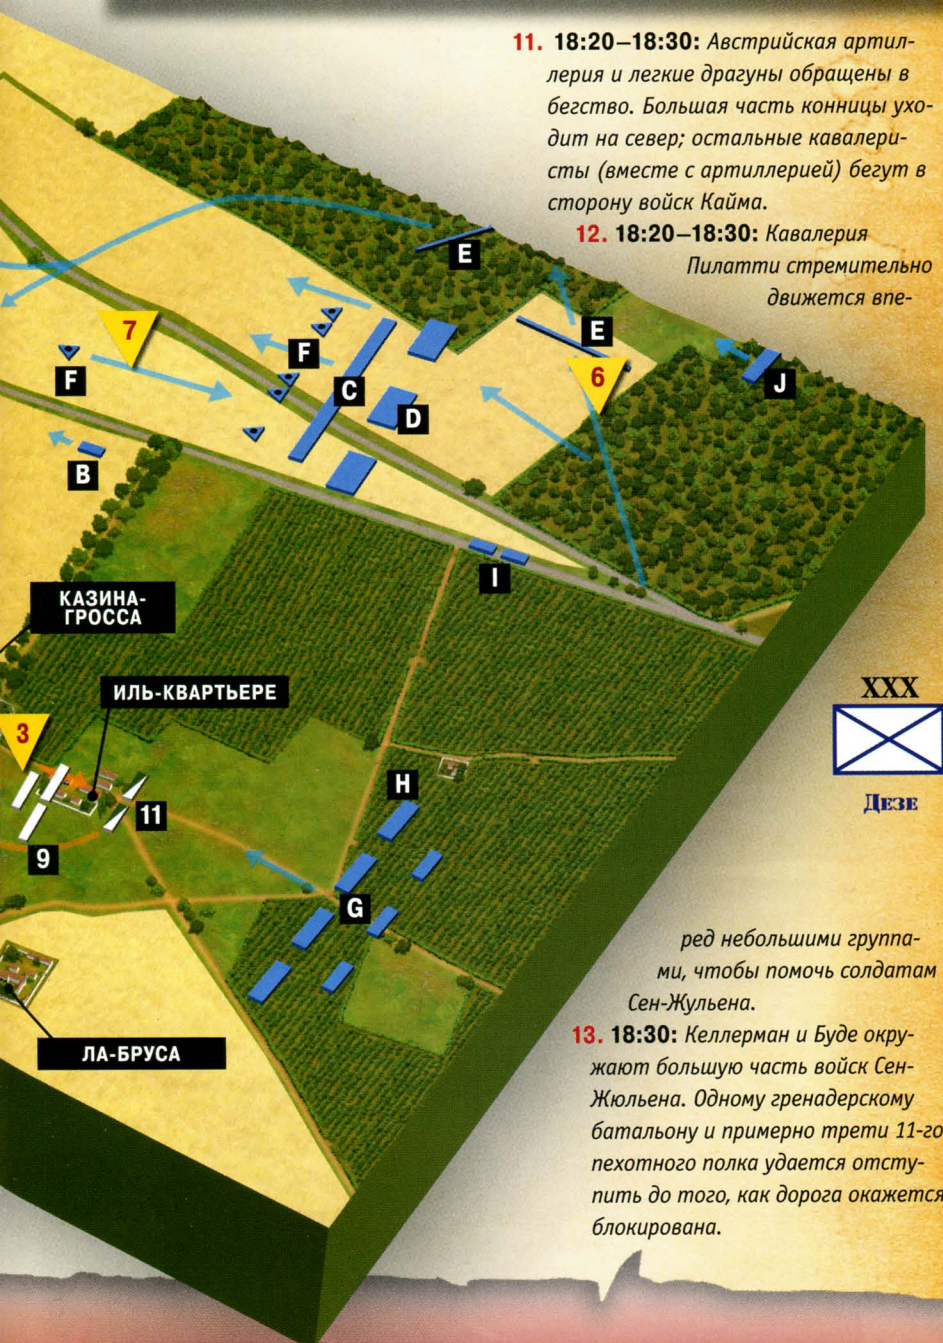 11. 18:20–18:30: Австрийская артил-
лерия и легкие драгуны обращены в
бегство. Большая часть конницы ухо-
дит на север; остальные кавалери-
сты (вместе с артиллерией) бегут в
сторону войск Кайма.
12. 18:20–18:30: Кавалерия
Пилатти стремительно
движется впе-
E
E
7
F
F
6
J
C
D
B
I
КАЗИНА-
ГРОССА
ИЛЬ-КВАРТЬЕРЕ
XXX
3
H
ДЕЗЕ
11
9
G
ред небольшими группа-
ми, чтобы помочь солдатам
Сен-Жульена.
ЛА-БРУСА
13. 18:30: Келлерман и Буде окру-
жают большую часть войск Сен-
Жюльена. Одному гренадерскому
батальону и примерно трети 11-го
пехотного полка удается отсту-
пить до того, как дорога окажется
блокирована.